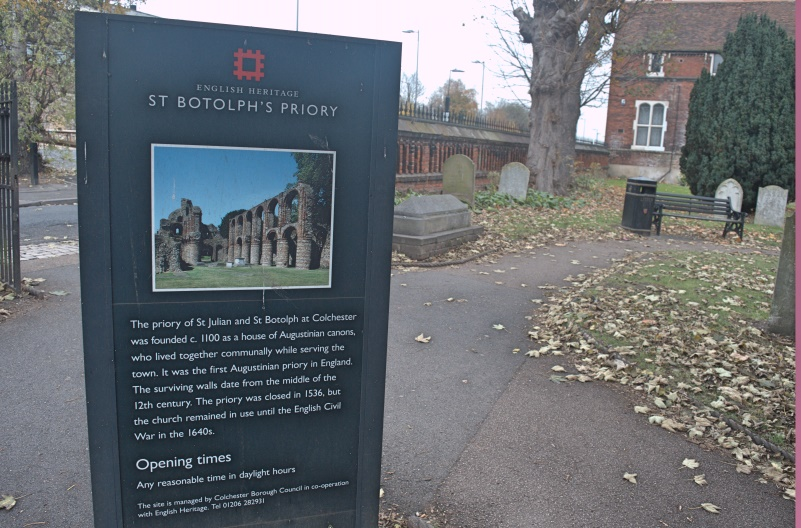 ENGLISH HERITAGE
ST BOTOLPH'S PRIORY
The priory of St Julian and St Botolph at Colchester
was founded c. 1100 as a house of Augustinian canons,
who lived together communally while serving the
town. It was the first Augustinian priory in England.
The surviving walls date from the middle of the
12th century. The priory was closed in 1536, but
the church remained in use until the English Civil
War in the 1640s.
Opening times
Any reasonable time in daylight hours
The site is managed by Colchester Borough Council in co-operation
with English Heritage. Tel 01206 282931